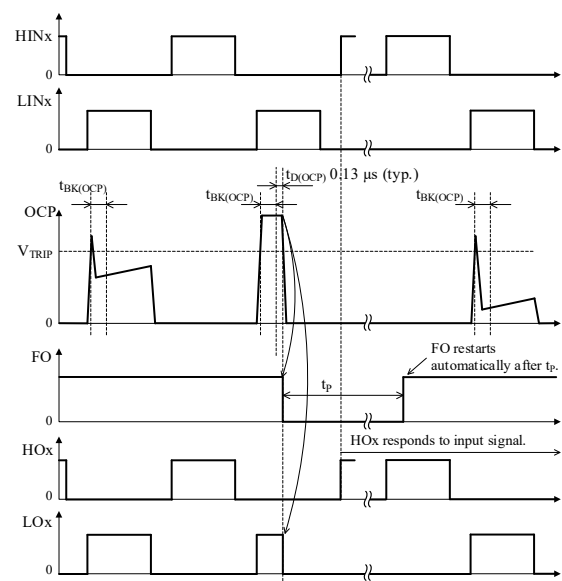 HINx
0
LINx
0
tD(OCP) 0.13 μs (typ.)
tBK(OCP)
tBK(OCP)
tBK(OCP)
OCP
VTRIP
0
FO
FO restarts
automatically after tP.
tP
0
HOx
HOx responds to input signal.
0
LOx
0